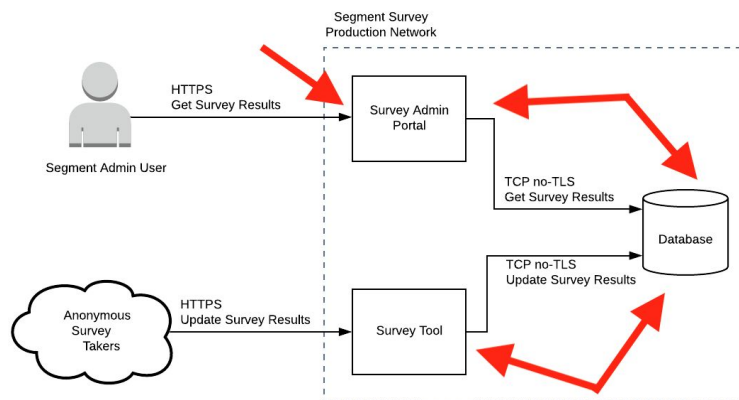 Segment Survey
Production Network
HTTPS
Get Survey Results
Survey Admin
Portal
Segment Admin User
TCP no-TLS
Get Survey Results
Database
TCP no-TLS
Update Survey Results
HTTPS
Update Survey Results
Anonymous
Survey
Takers
Survey Tool